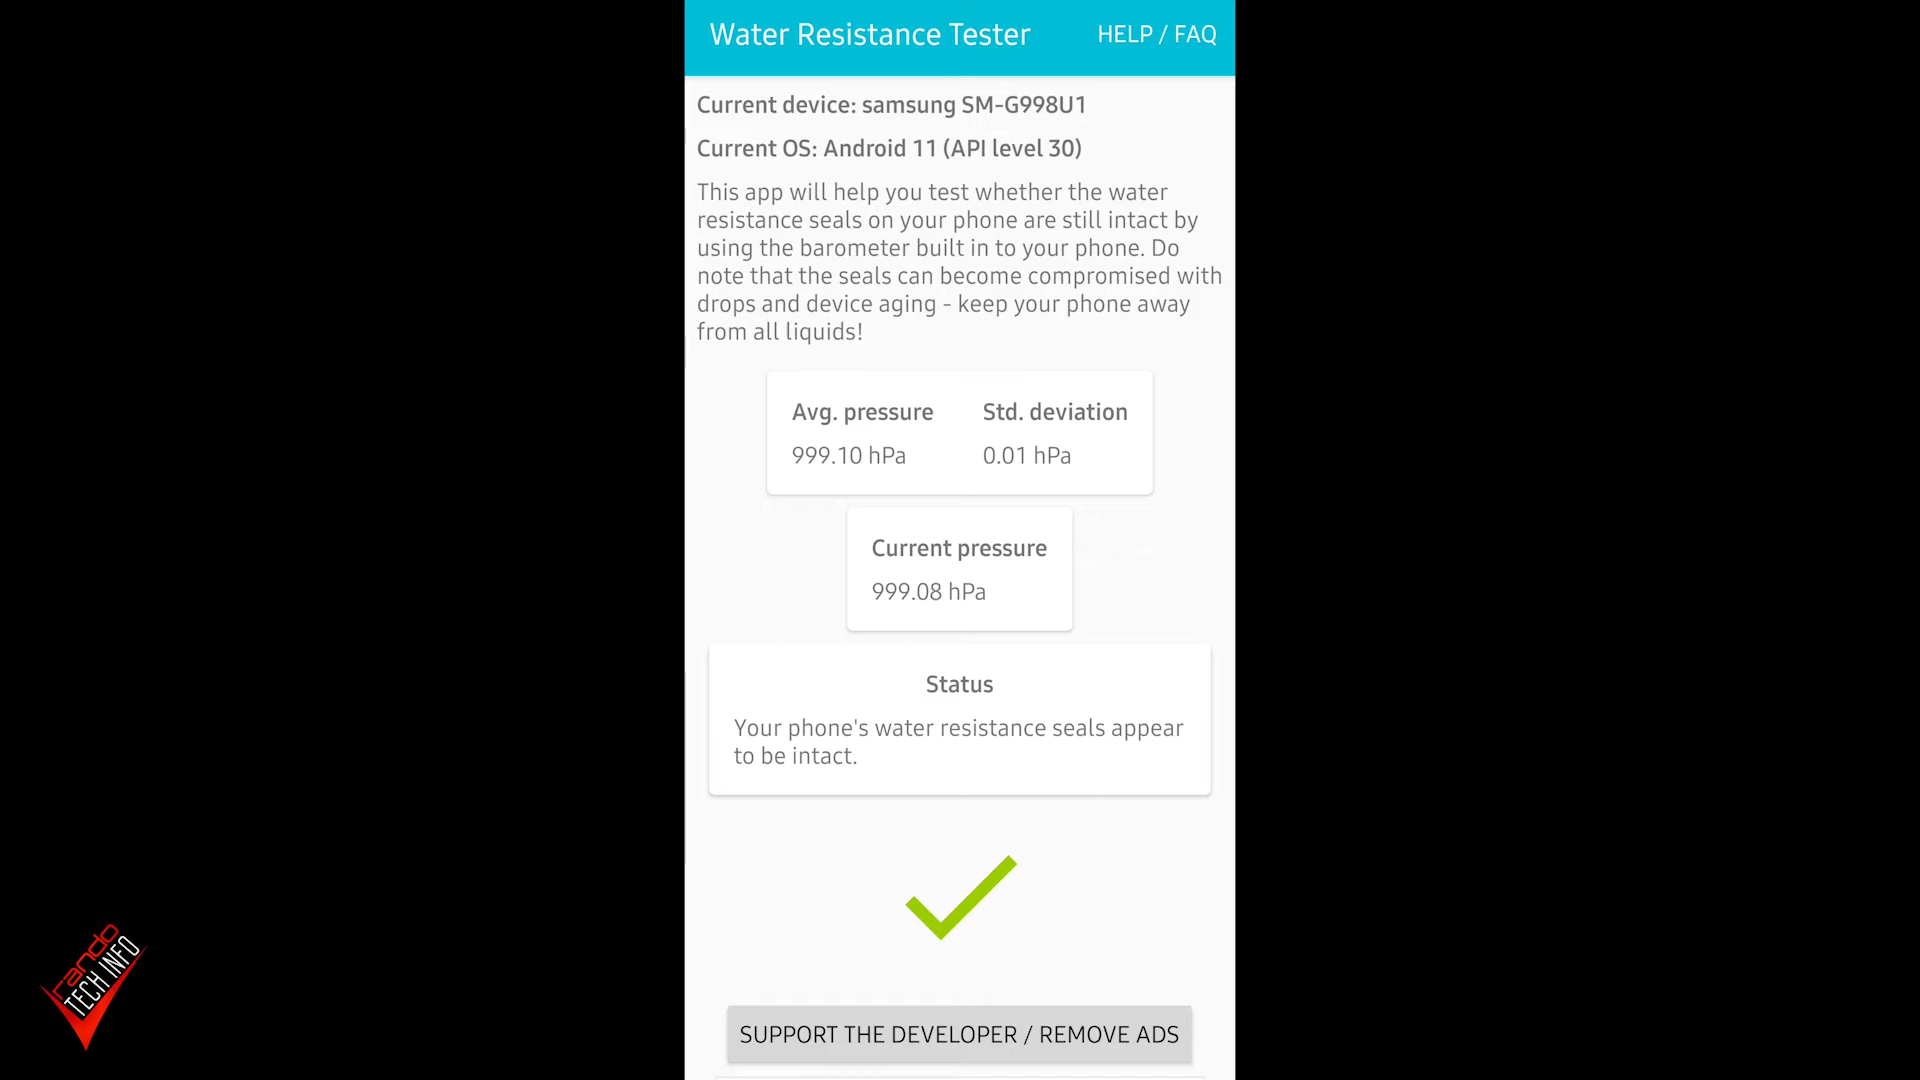 Water Resistance Tester
HELP / FAQ
Current device: samsung SM-G998U1
Current OS: Android 11 (API level 30)
This app will help you test whether the water
resistance seals on your phone are still intact by
using the barometer built in to your phone. Do
note that the seals can become compromised with
drops and device aging - keep your phone away
from all liquids!
Avg. pressure
Std. deviation
999.10 hPa
0.01 hPa
Current pressure
999.08 hPa
Status
Your phone's water resistance seals appear
to be intact.
SUPPORT THE DEVELOPER / REMOVE ADS
rando
TECH INFO